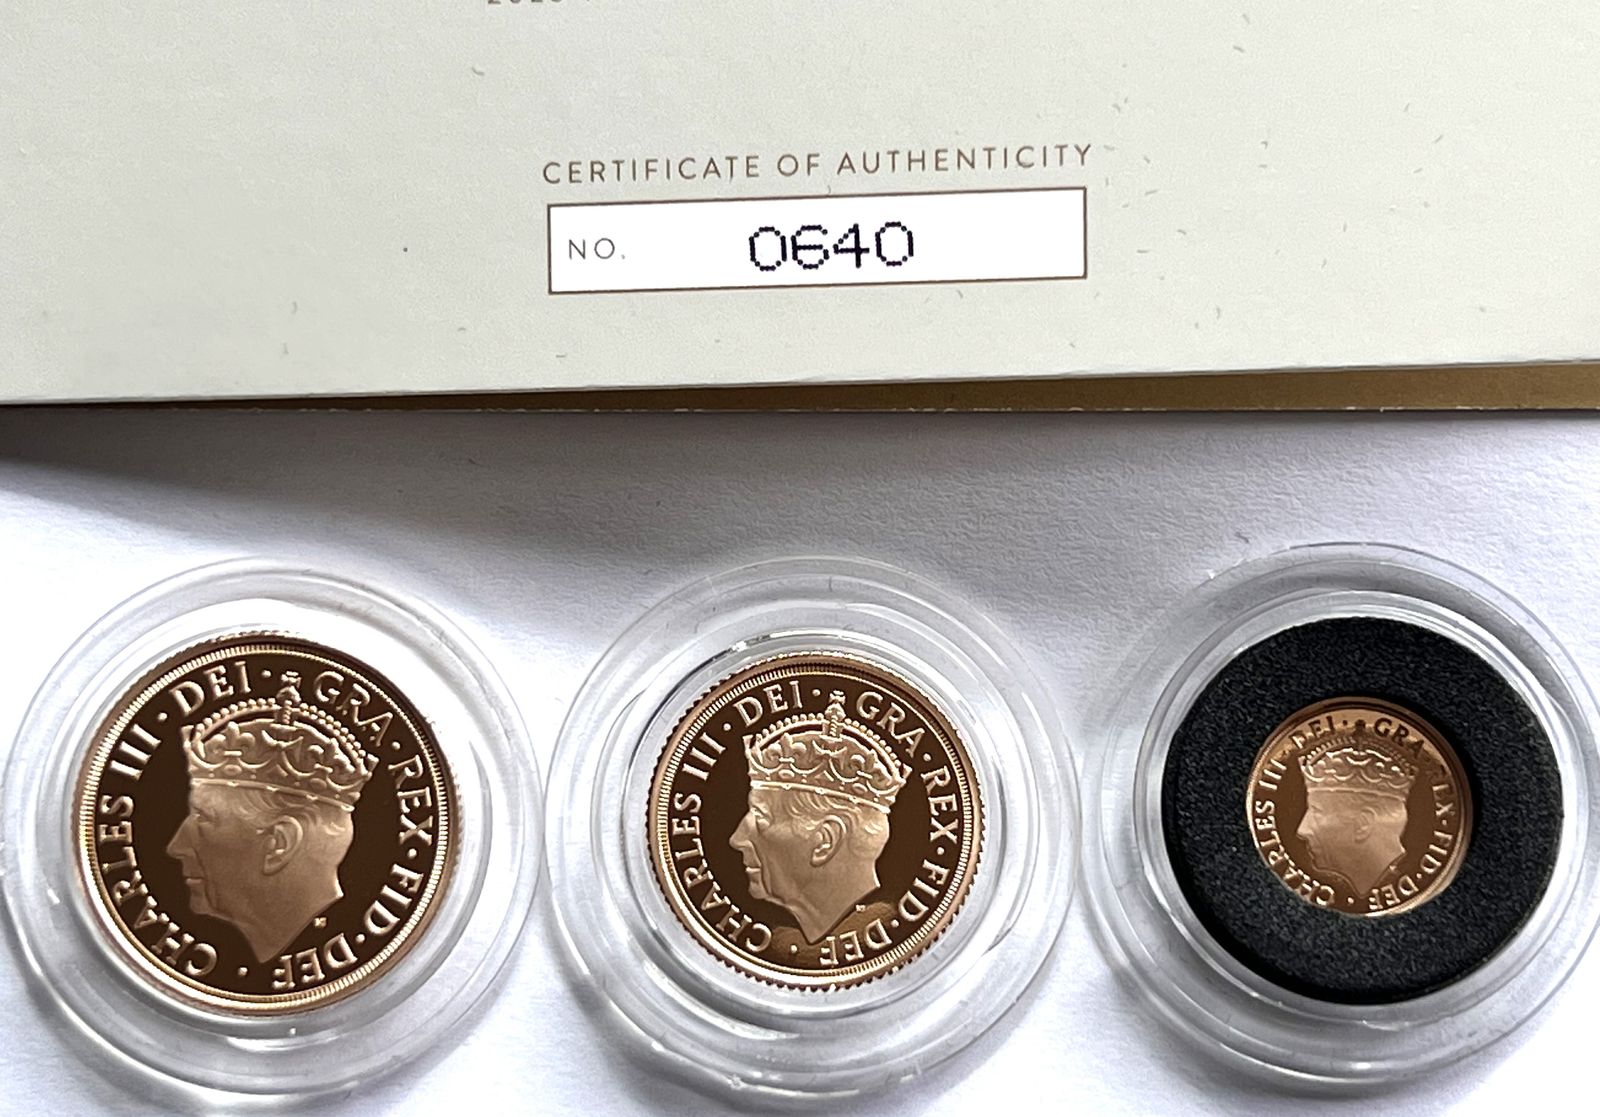 CERTIFICATE OF AUTHENTICITY
NO. 0640
CHARLES III · DEI · GRA · REX · FID · DEF ·
CHARLES III · DEI · GRA · REX · FID · DEF ·
CHARLES III · DEI · GRA · REX · FID · DEF ·